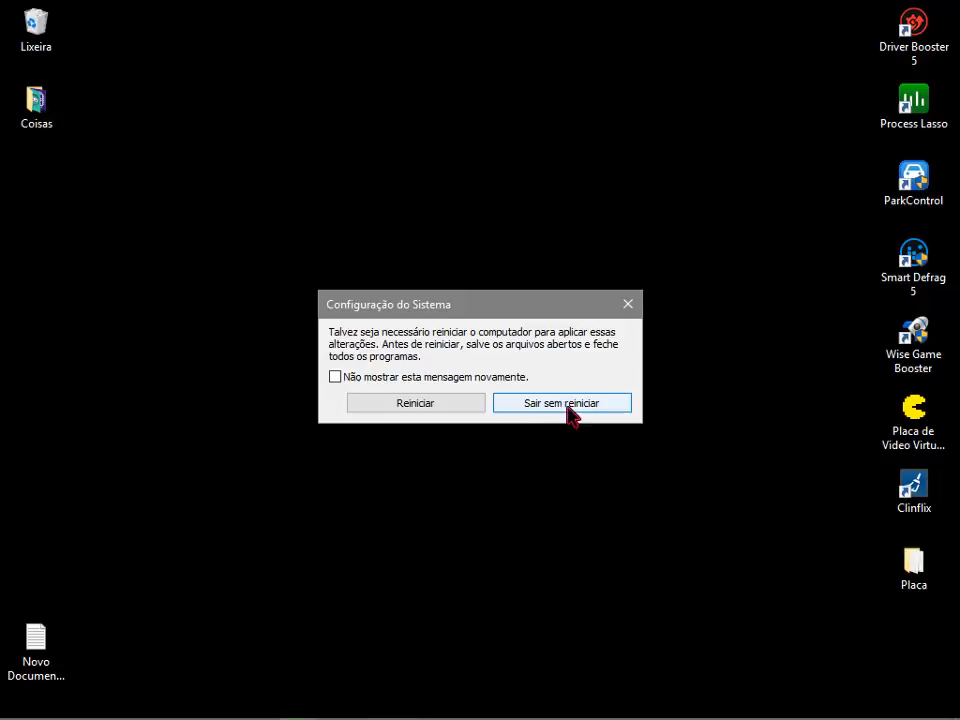 Lixeira
Coisas
Configuração do Sistema
Talvez seja necessário reiniciar o computador para aplicar essas
alterações. Antes de reiniciar, salve os arquivos abertos e feche
todos os programas.
Não mostrar esta mensagem novamente.
Reiniciar
Sair sem reiniciar
Driver Booster
5
Process Lasso
ParkControl
Smart Defrag
5
Wise Game
Booster
Placa de
Video Virtu...
Clinflix
Placa
Novo
Documen...